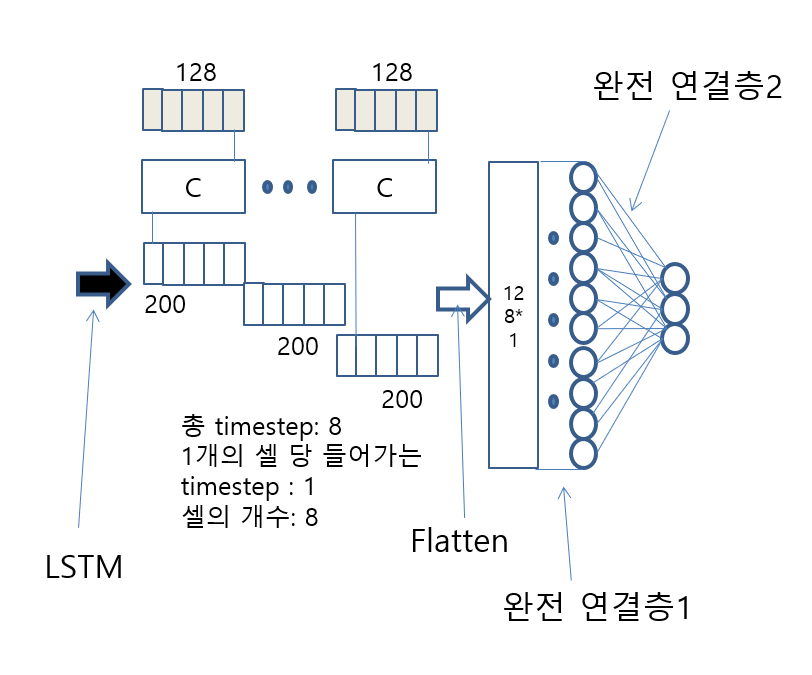 128
128
완전 연결층2
C
C
200
200
200
12
8*
1
총 timestep: 8
1개의 셀 당 들어가는
timestep : 1
셀의 개수: 8
LSTM
Flatten
완전 연결층1